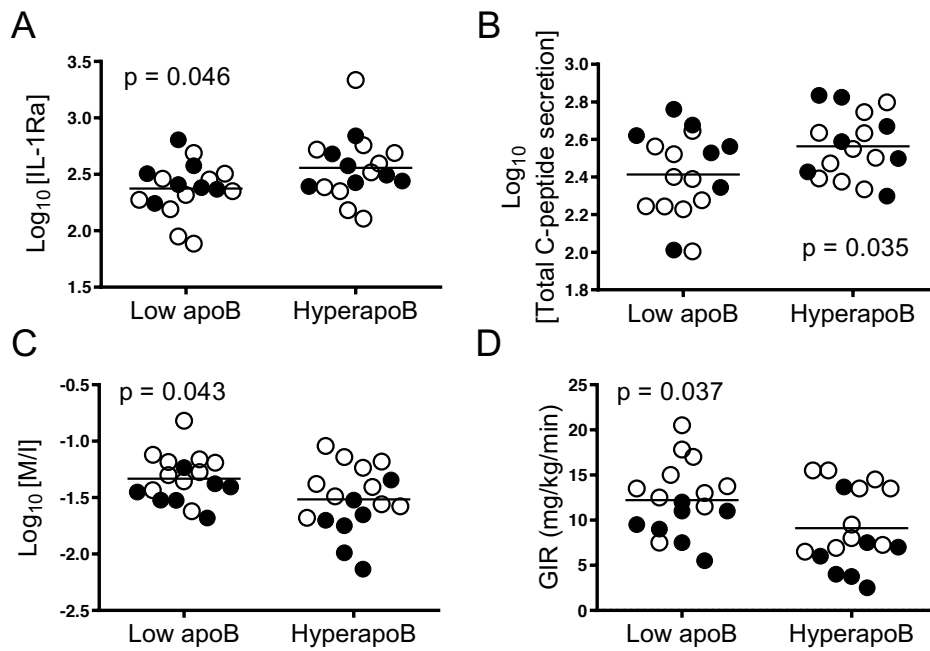 A
Log10 [IL-1Ra]
3.5
3.0
2.5
2.0
1.5
p = 0.046
Low apoB
HyperapoB
B
Log10
[Total C-peptide secretion]
3.0
2.8
2.6
2.4
2.2
2.0
1.8
p = 0.035
Low apoB
HyperapoB
C
Log10 [M/I]
-0.5
-1.0
-1.5
-2.0
-2.5
p = 0.043
Low apoB
HyperapoB
D
GIR (mg/kg/min)
25
20
15
10
5
0
p = 0.037
Low apoB
HyperapoB